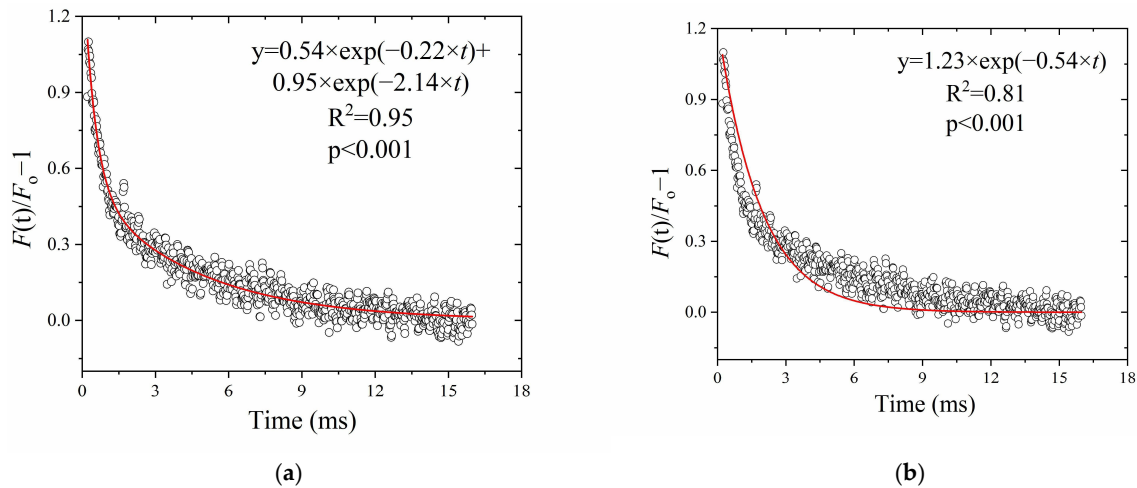 1.2
0.9
0.6
0.3
0.0
F(t)/Fo−1
y=0.54×exp(−0.22×t)+
0.95×exp(−2.14×t)
R²=0.95
p<0.001
0 3 6 9 12 15 18
Time (ms)
(a)
1.2
0.9
0.6
0.3
0.0
F(t)/Fo−1
y=1.23×exp(−0.54×t)
R²=0.81
p<0.001
0 3 6 9 12 15 18
Time (ms)
(b)